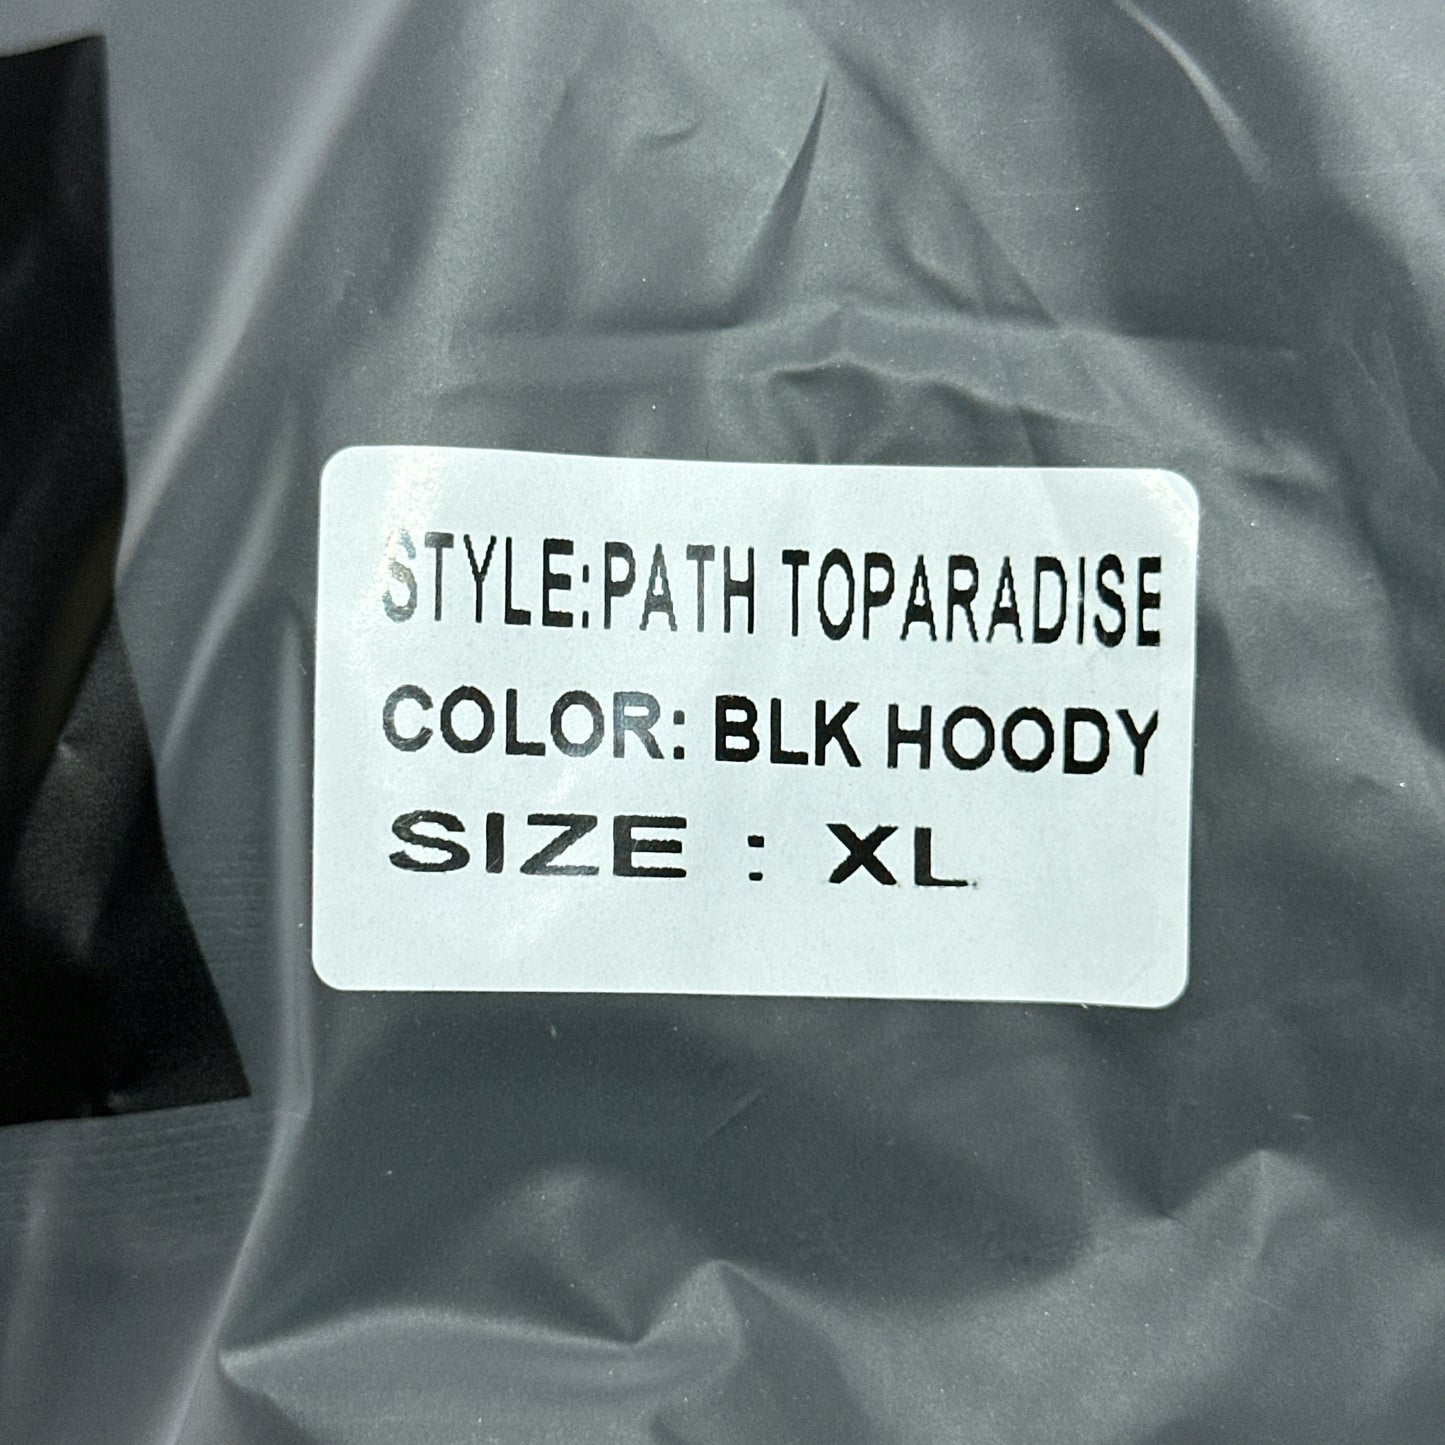 STYLE:PATH TOPARADISE
COLOR: BLK HOODY
SIZE : XL